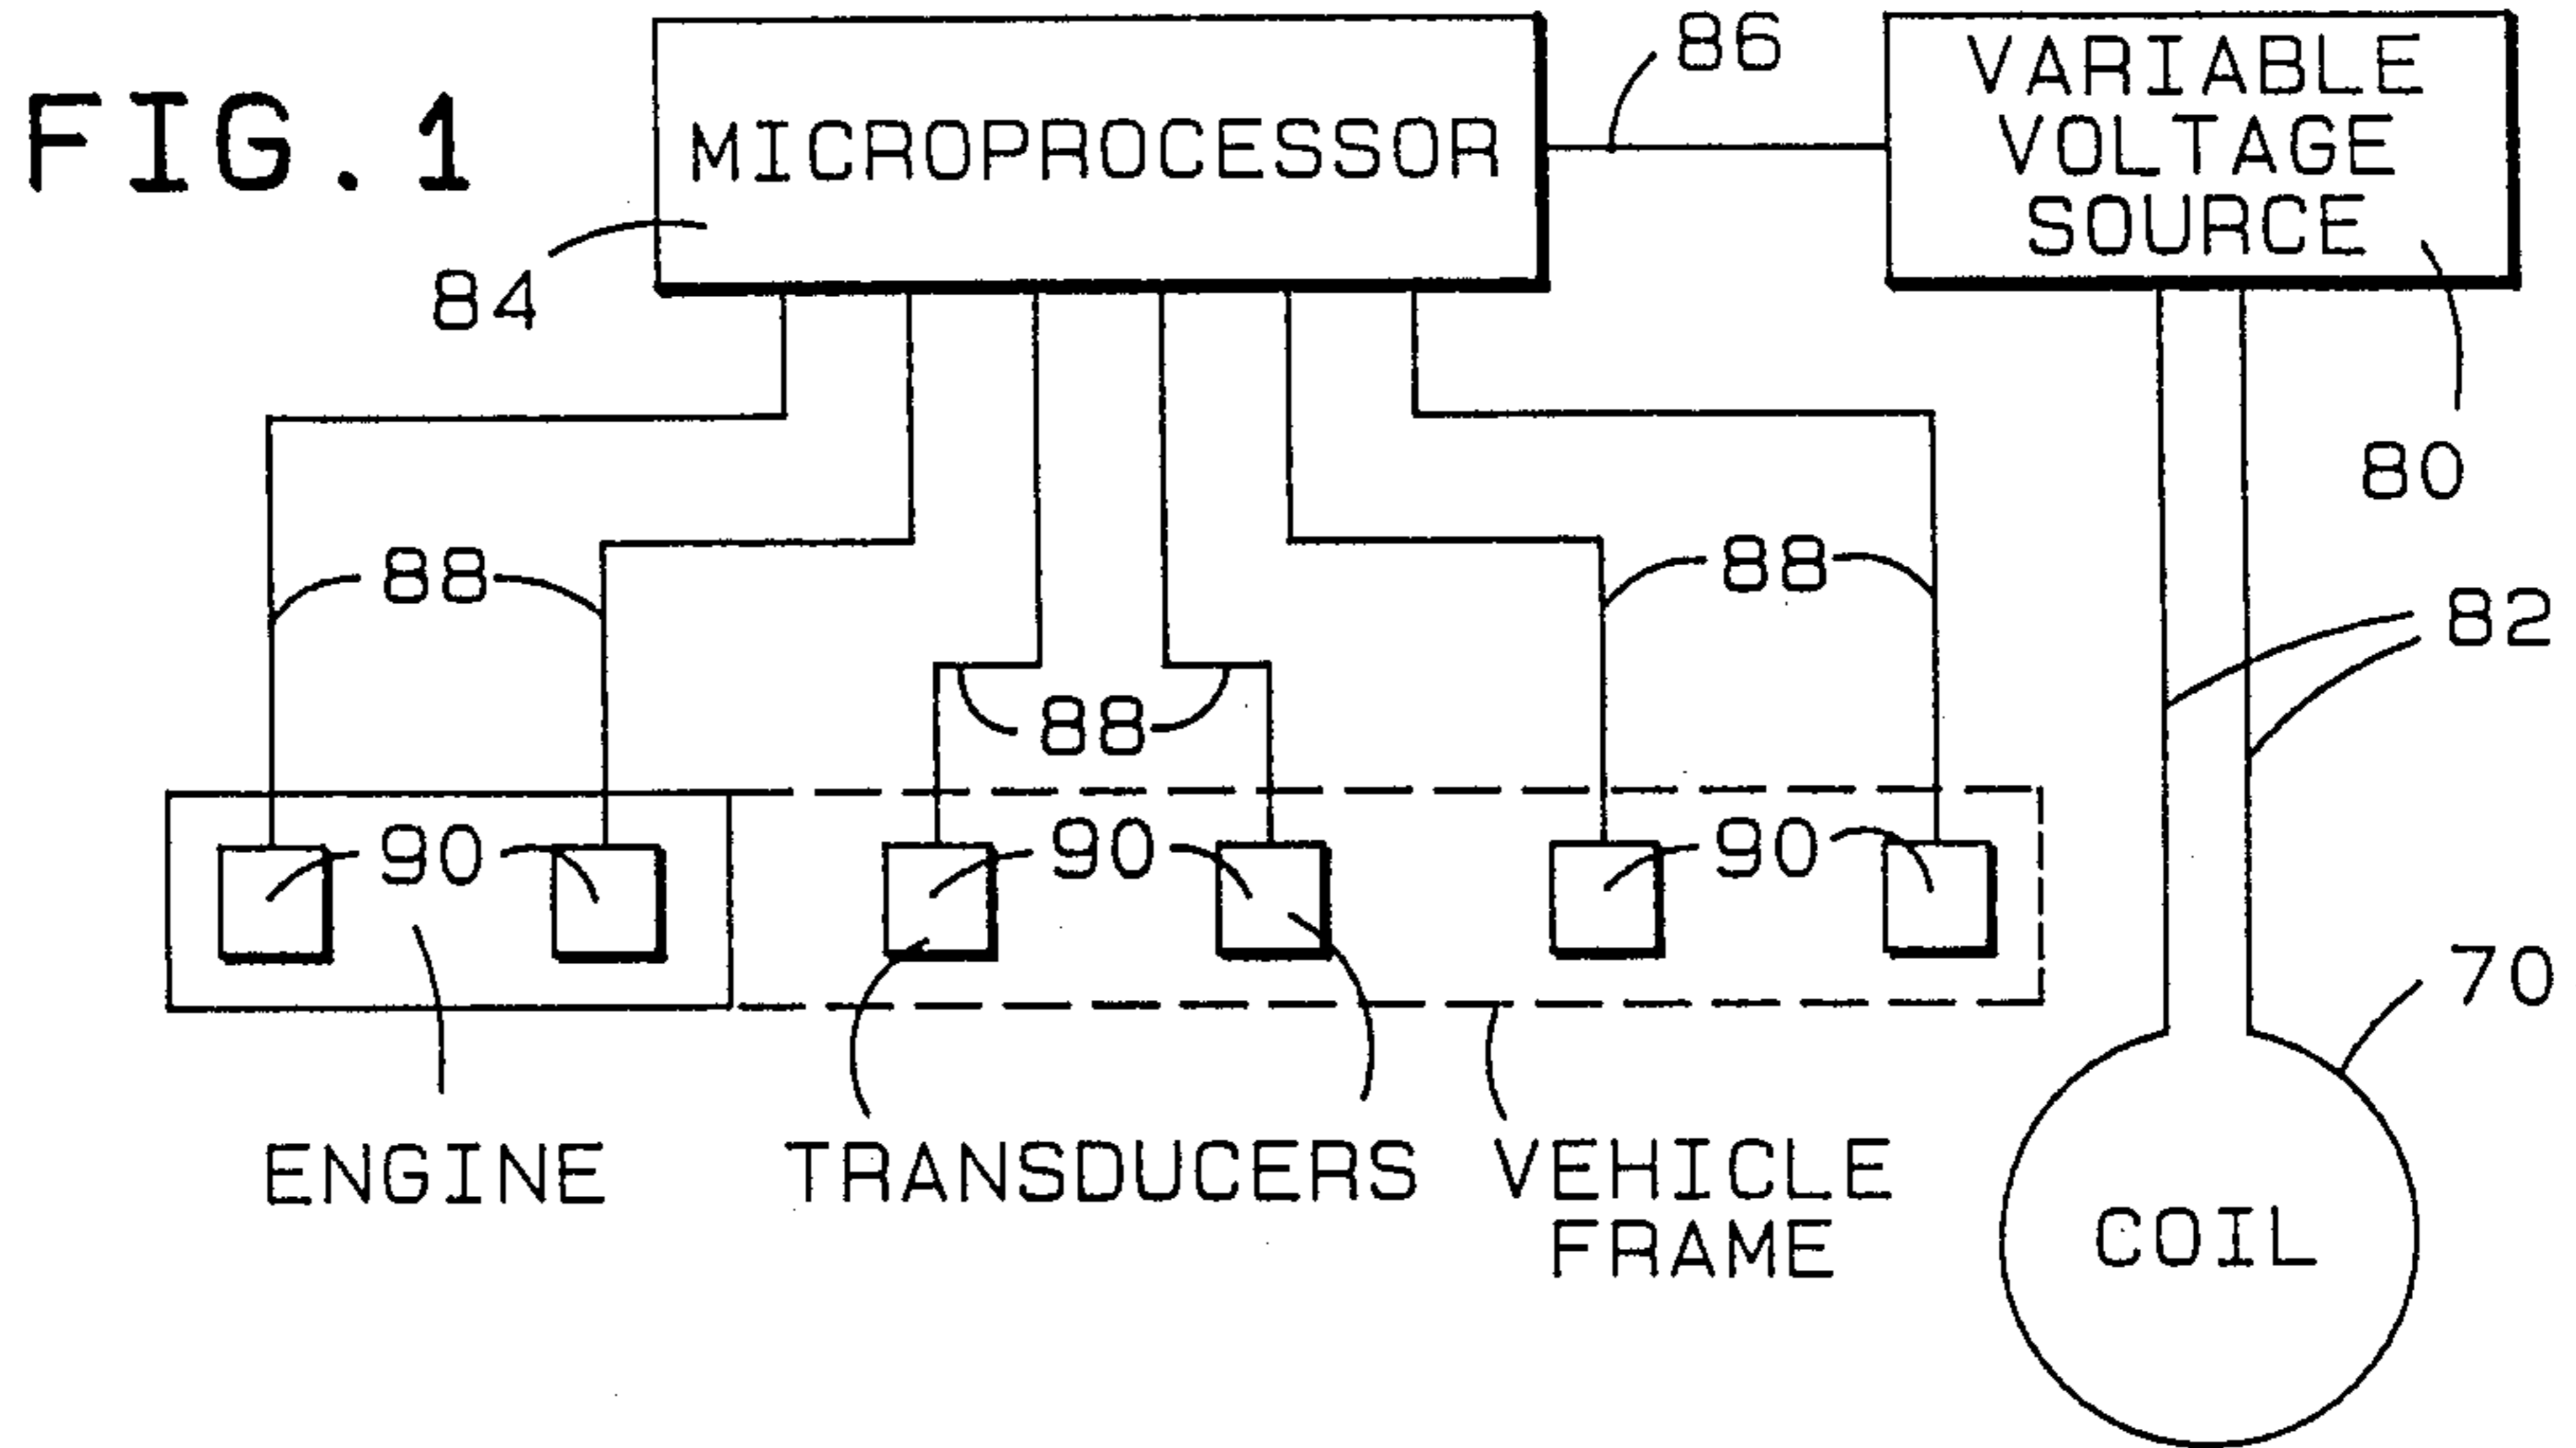 FIG.1
MICROPROCESSOR
86
VARIABLE
VOLTAGE
SOURCE
84
80
88
88
82
88
90
90
90
70
ENGINE
TRANSDUCERS
VEHICLE
FRAME
COIL